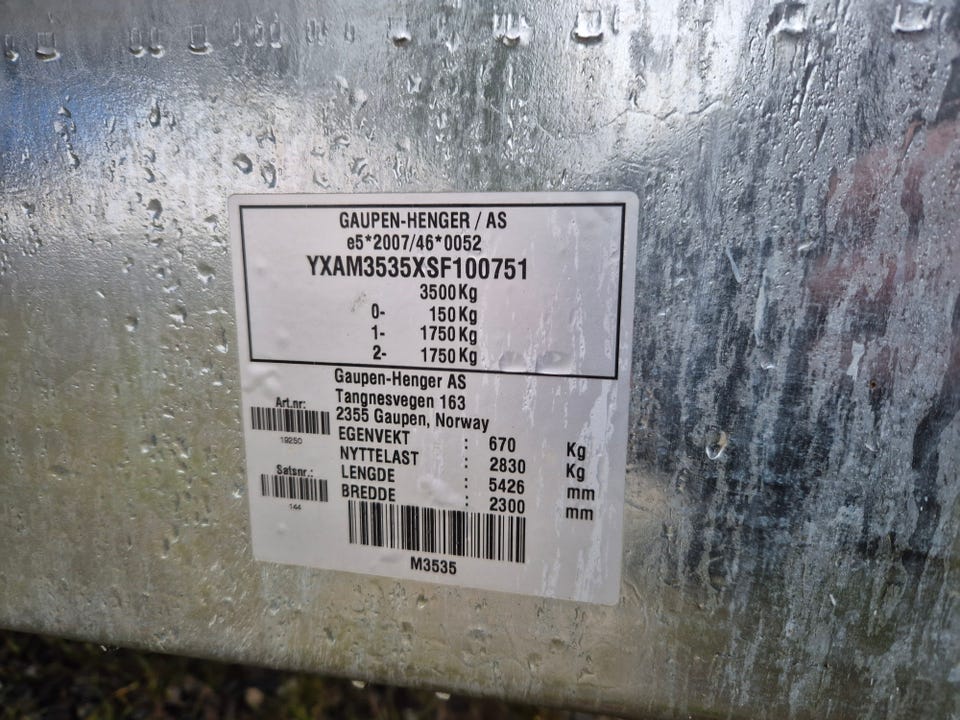 GAUPEN-HENGER / AS
e5*2007/46*0052
YXAM3535XSF100751
3500 Kg
0- 150 Kg
1- 1750 Kg
2- 1750 Kg
Gaupen-Henger AS
Tangnesvegen 163
2355 Gaupen, Norway
Art.nr:
19250
EGENVEKT : 670 Kg
NYTTELAST : 2830 Kg
LENGDE : 5426 mm
BREDDE : 2300 mm
Satsnr.:
144
M3535